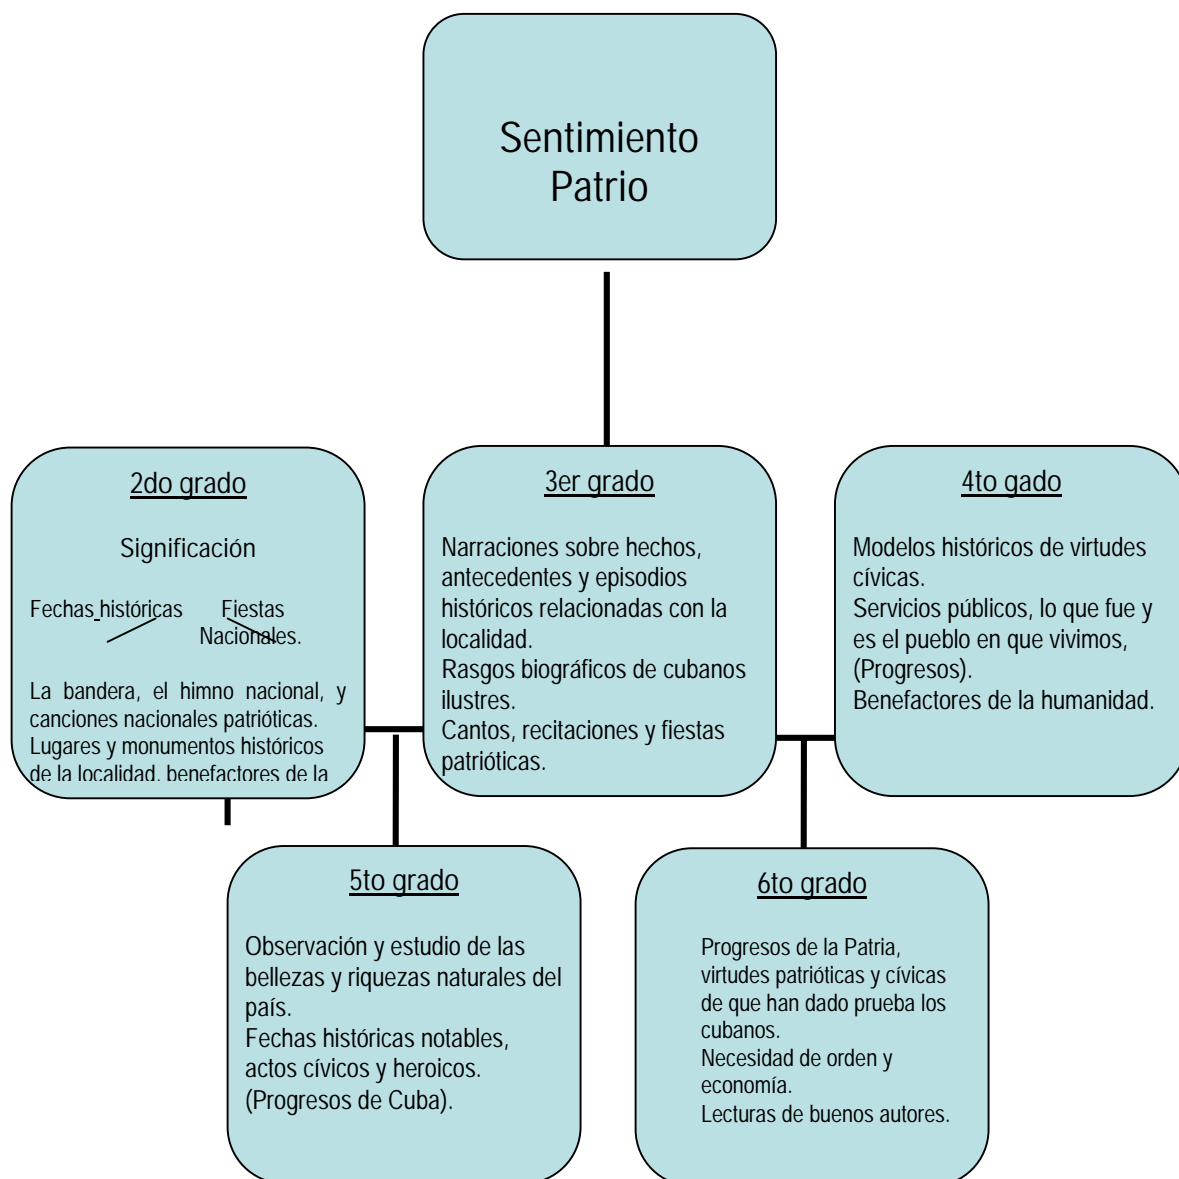 Sentimiento
Patrio
2do grado
Significación
Fechas históricas Fiestas
Nacionales.
La bandera, el himno nacional, y
canciones nacionales patrióticas.
Lugares y monumentos históricos
de la localidad, benefactores de la
3er grado
Narraciones sobre hechos,
antecedentes y episodios
históricos relacionadas con la
localidad.
Rasgos biográficos de cubanos
ilustres.
Cantos, recitaciones y fiestas
patrióticas.
4to gado
Modelos históricos de virtudes
cívicas.
Servicios públicos, lo que fue y
es el pueblo en que vivimos,
(Progresos).
Benefactores de la humanidad.
5to grado
Observación y estudio de las
bellezas y riquezas naturales del
país.
Fechas históricas notables,
actos cívicos y heroicos.
(Progresos de Cuba).
6to grado
Progresos de la Patria,
virtudes patrióticas y cívicas
de que han dado prueba los
cubanos.
Necesidad de orden y
economía.
Lecturas de buenos autores.